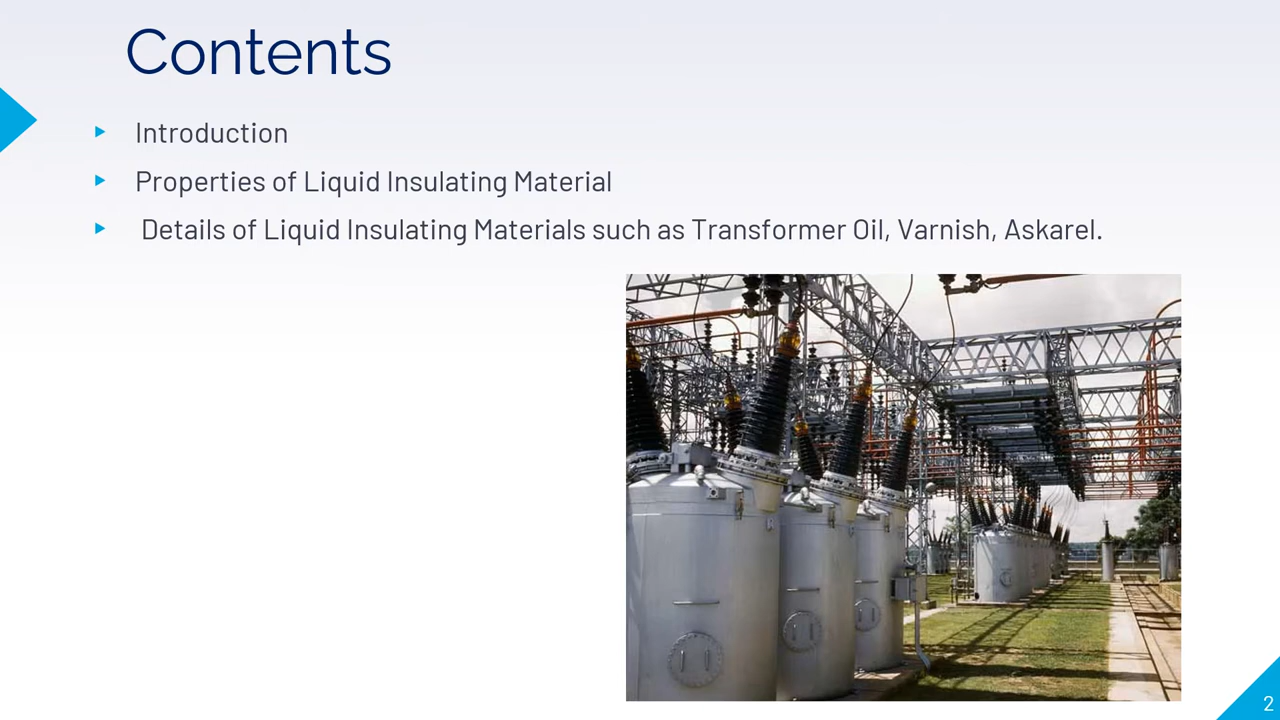 Contents
Introduction
Properties of Liquid Insulating Material
Details of Liquid Insulating Materials such as Transformer Oil, Varnish, Askarel.
2